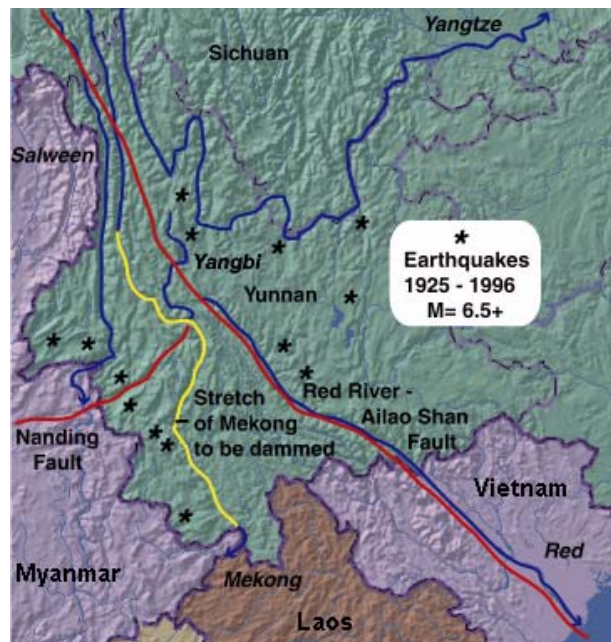 Yangtze
Sichuan
Salween
*
Earthquakes
1925 - 1996
M= 6.5+
Yangbi
Yunnan
Red River -
Ailao Shan
Fault
Stretch
of Mekong
to be dammed
Nanding
Fault
Vietnam
Red
Myanmar
Mekong
Laos